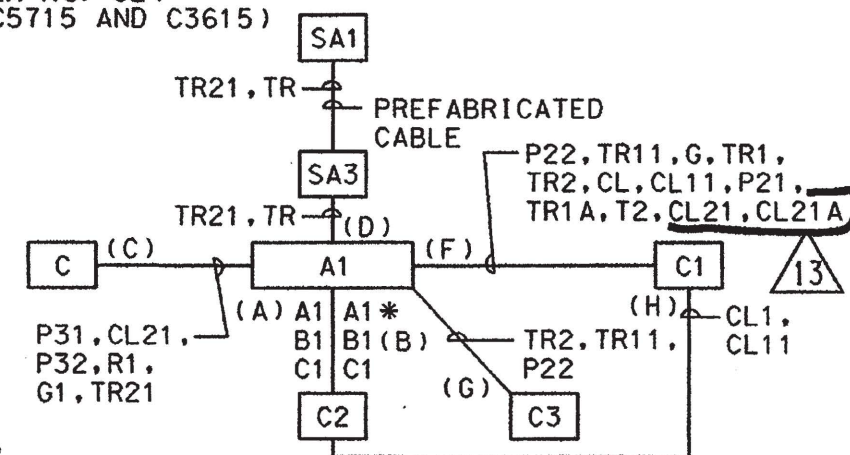 C5715 AND C3615)
SA1
TR21,TR
PREFABRICATED
CABLE
SA3
P22,TR11,G,TR1,
TR2,CL,CL11,P21,
TR1A,T2,CL21,CL21A
TR21,TR
(D)
C
(C)
A1
(F)
C1
13
(A) A1 A1*
B1 B1(B)
C1 C1
(H)
CL1,
CL11
P31,CL21,
P32,R1,
G1,TR21
TR2,TR11,
P22
(G)
C2
C3